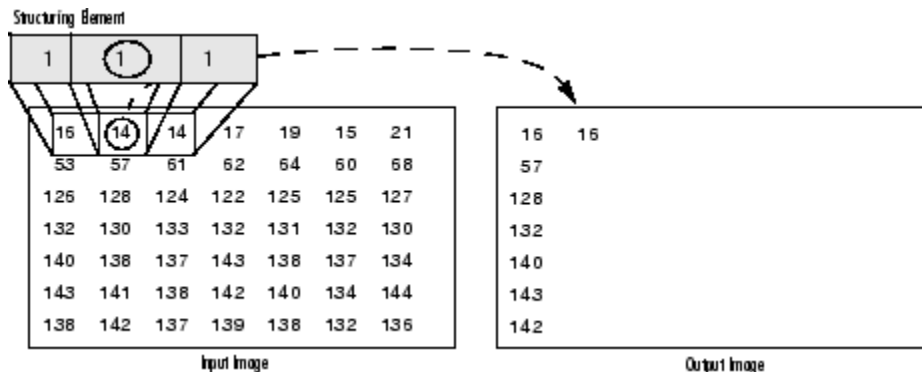 Structuring Element
1 1 1
16 14 14 17 19 15 21
53 57 61 62 64 60 68
126 128 124 122 125 125 127
132 130 133 132 131 132 130
140 138 137 143 138 137 134
143 141 138 142 140 134 144
138 142 137 139 138 132 136
Input Image
16 16
57
128
132
140
143
142
Output Image